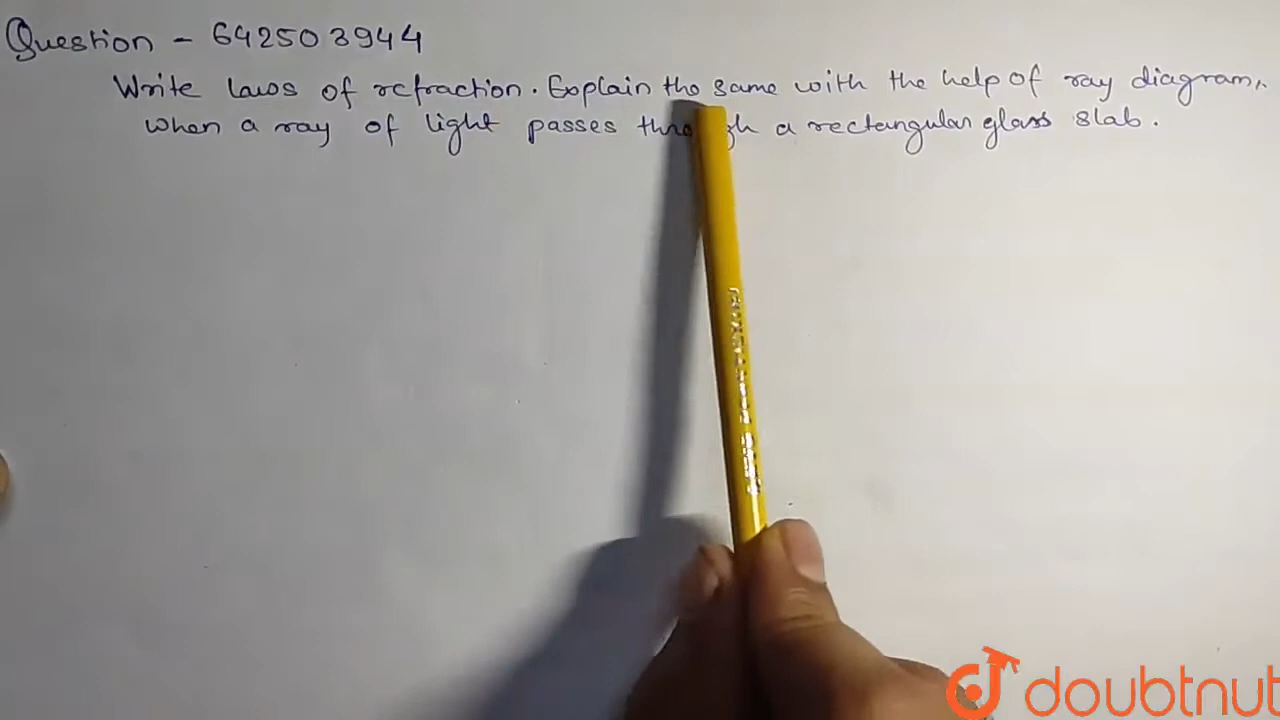 Question - 642503944
Write laws of refraction. Explain the same with the help of ray diagram,
when a ray of light passes through a rectangular glass slab.
doubtnut